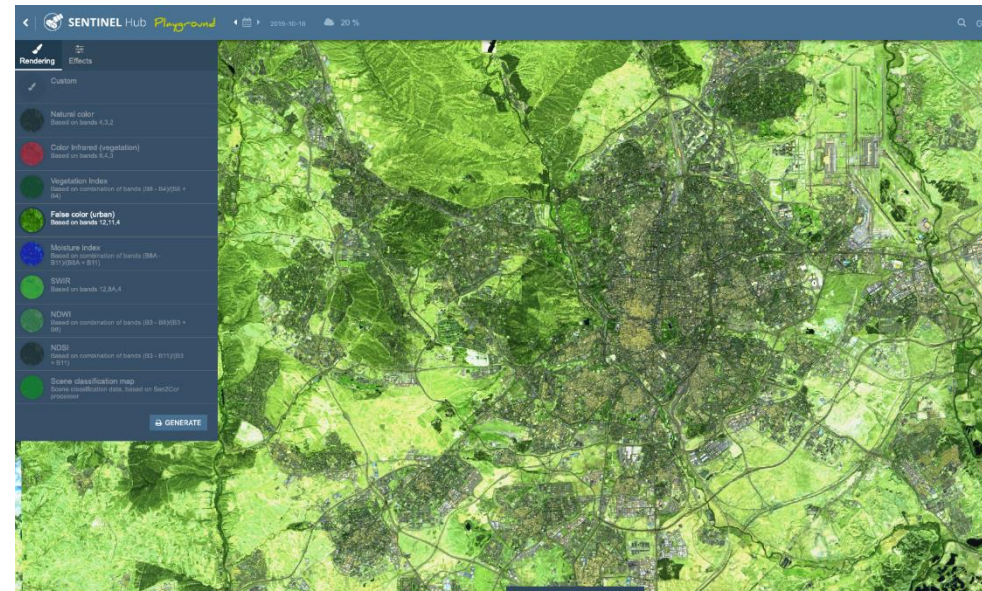 SENTINEL Hub Playground
2019-10-18
20 %
G
Rendering
Effects
Custom
Natural color
Based on bands 4,3,2
Color Infrared (vegetation)
Based on bands 8,4,3
Vegetation Index
Based on combination of bands (B8 - B4)/(B8 +
B4)
False color (urban)
Based on bands 12,11,4
Moisture Index
Based on combination of bands (B8A -
B11)/(B8A + B11)
SWIR
Based on bands 12,8A,4
NDWI
Based on combination of bands (B3 - B8)/(B3 +
B8)
NDSI
Based on combination of bands (B3 - B11)/(B3
+ B11)
Scene classification map
Scene classification data, based on Sen2Cor
processor
GENERATE